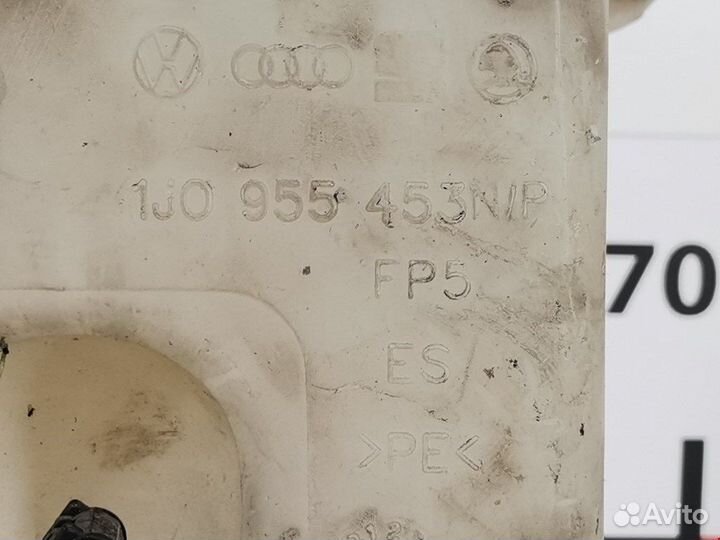 1J0 955 453N/P
FP5
ES
>PE<
70
Avito